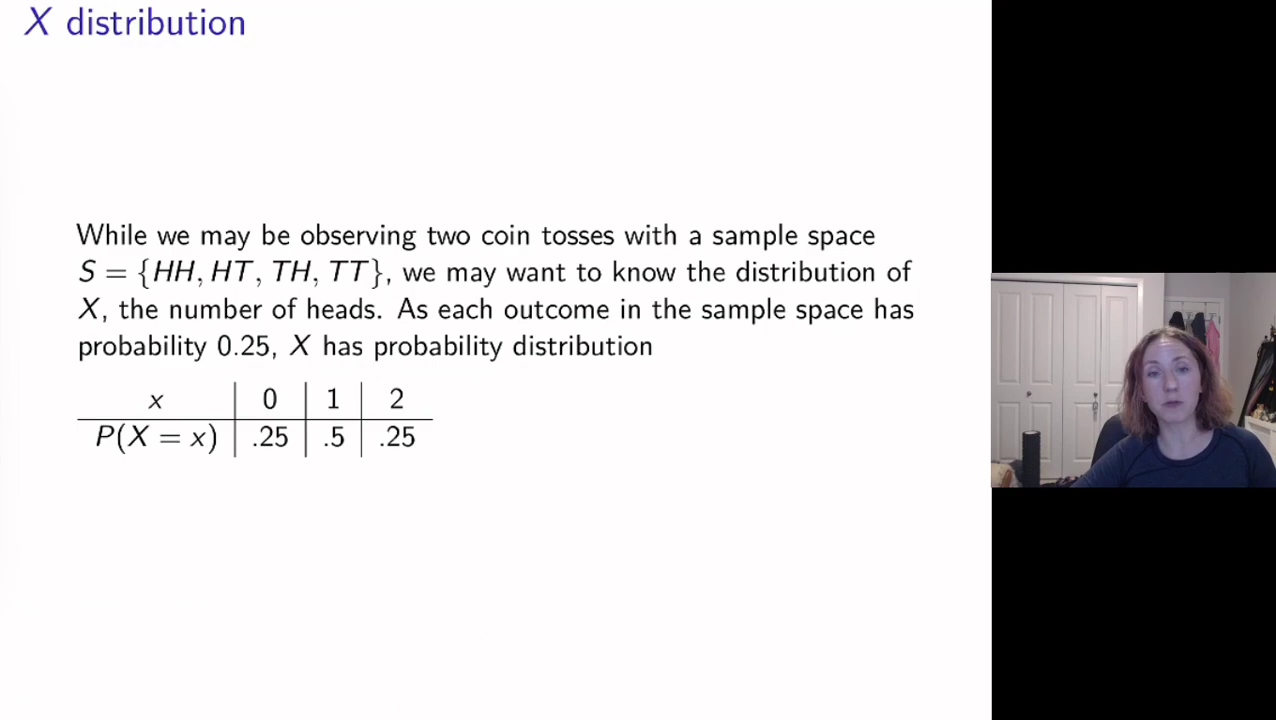 X distribution
While we may be observing two coin tosses with a sample space
S = {HH, HT, TH, TT}, we may want to know the distribution of
X, the number of heads. As each outcome in the sample space has
probability 0.25, X has probability distribution
x 0 1 2
P(X = x) .25 .5 .25